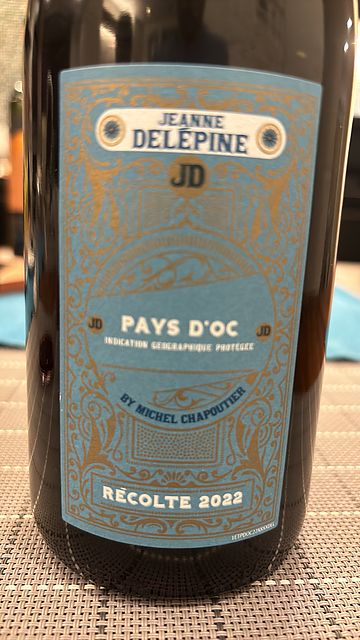 JEANNE
DELÉPINE
JD
JD PAYS D'OC JD
INDICATION GÉOGRAPHIQUE PROTÉGÉE
BY MICHEL CHAPOUTIER
RÉCOLTE 2022